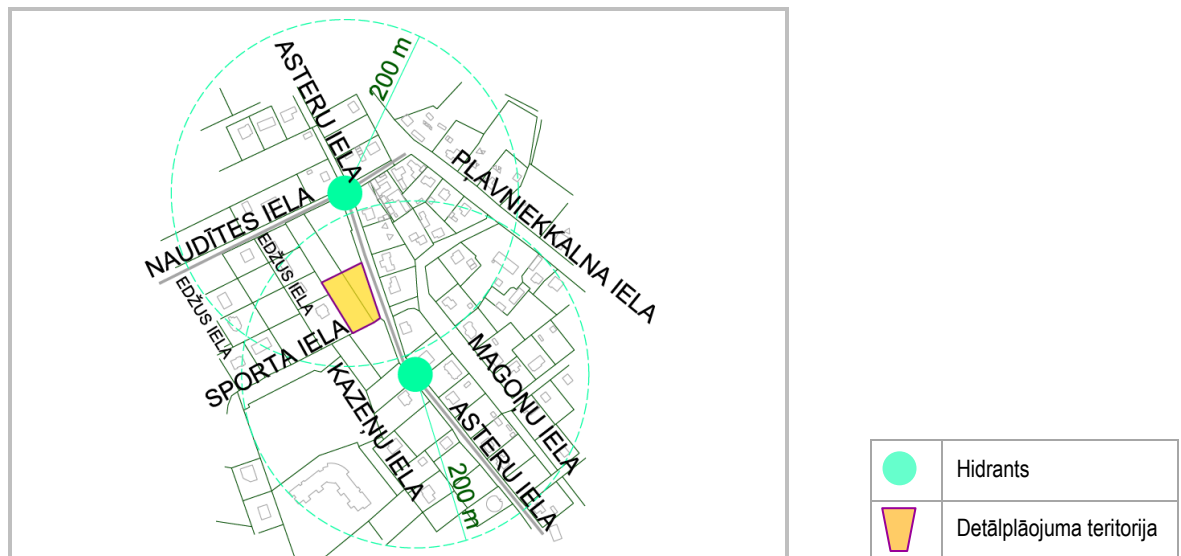 ASTERU IELA
200 m
PĻAVNIEKKALNA IELA
NAUDĪTES IELA
EDŽUS IELA
EDŽUS IELA
SPORTA IELA
KAZEŅU IELA
MAGOŅU IELA
ASTERU IELA
200 m
Hidrants
Detālplāojuma teritorija